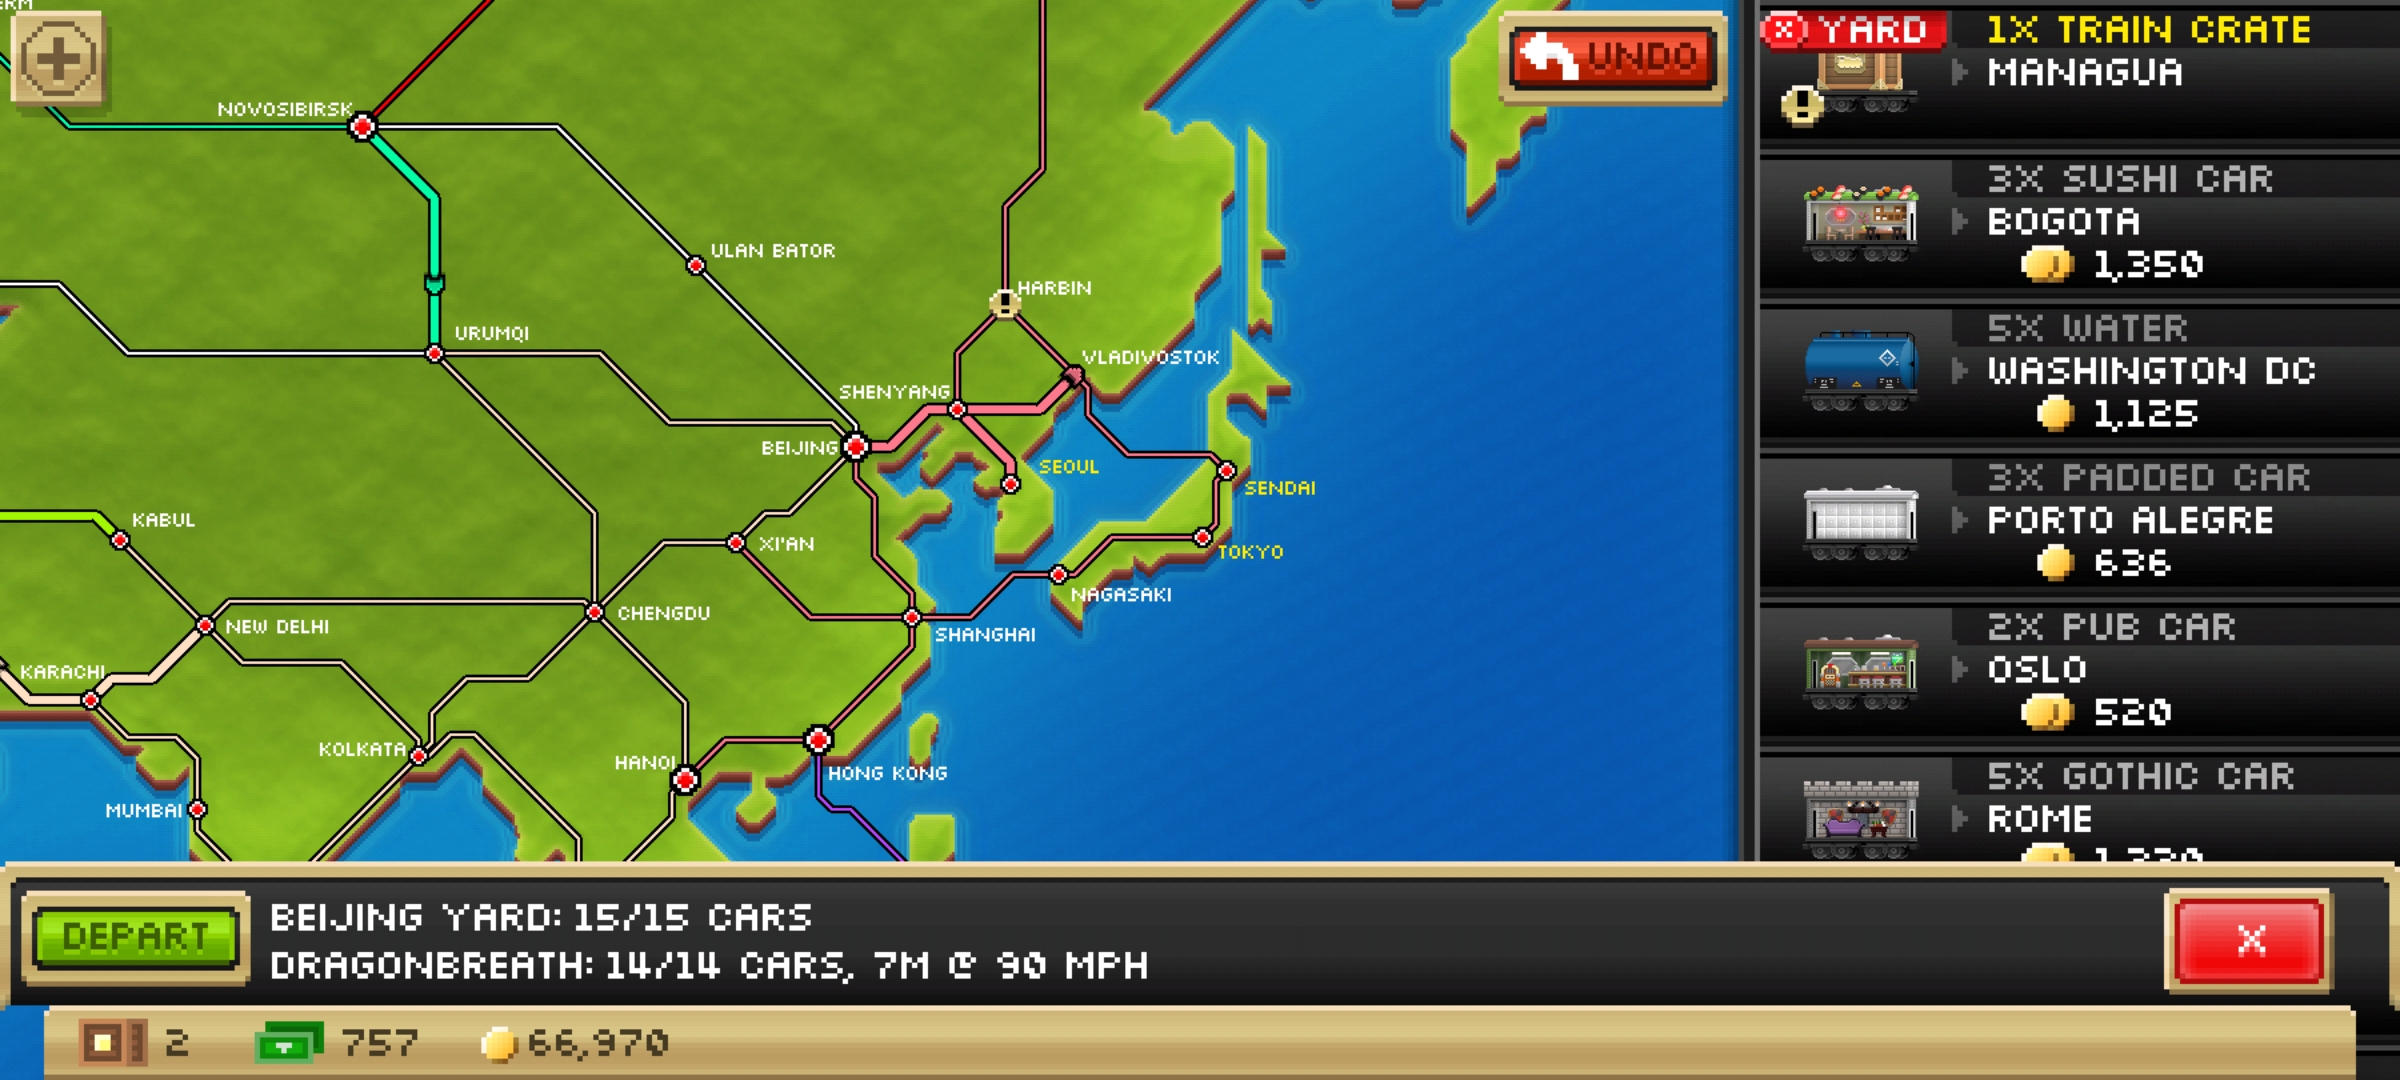 NOVOSIBIRSK
ULAN BATOR
HARBIN
URUMQI
VLADIVOSTOK
SHENYANG
BEIJING
SEOUL
SENDAI
KABUL
XI'AN
TOKYO
NAGASAKI
CHENGDU
NEW DELHI
SHANGHAI
KARACHI
KOLKATA
HANOI
HONG KONG
MUMBAI
UNDO
YARD
1X TRAIN CRATE
MANAGUA
3X SUSHI CAR
BOGOTA
1,350
5X WATER
WASHINGTON DC
1,125
3X PADDED CAR
PORTO ALEGRE
636
2X PUB CAR
OSLO
520
5X GOTHIC CAR
ROME
DEPART
BEIJING YARD: 15/15 CARS
DRAGONBREATH: 14/14 CARS, 7M @ 90 MPH
X
2
757
66,970